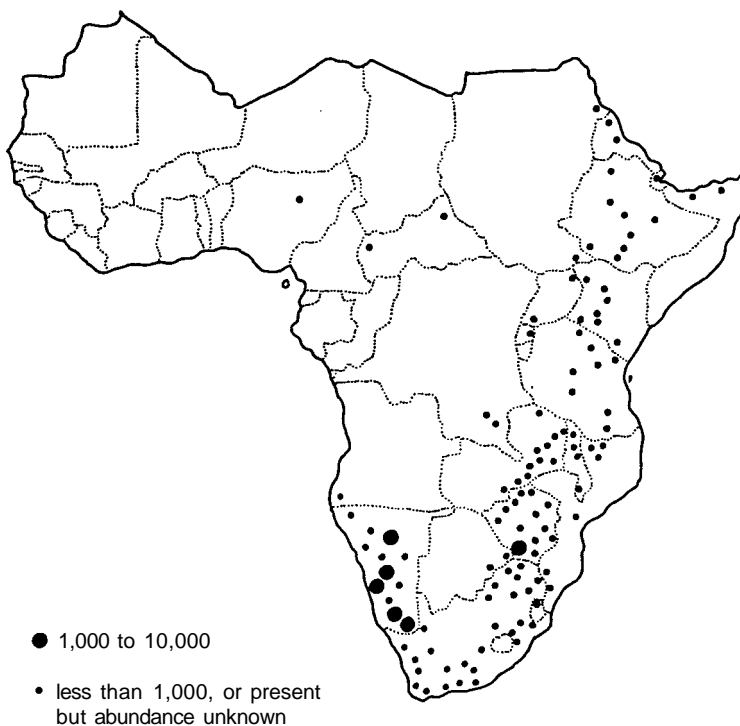 1,000 to 10,000
less than 1,000, or present
but abundance unknown